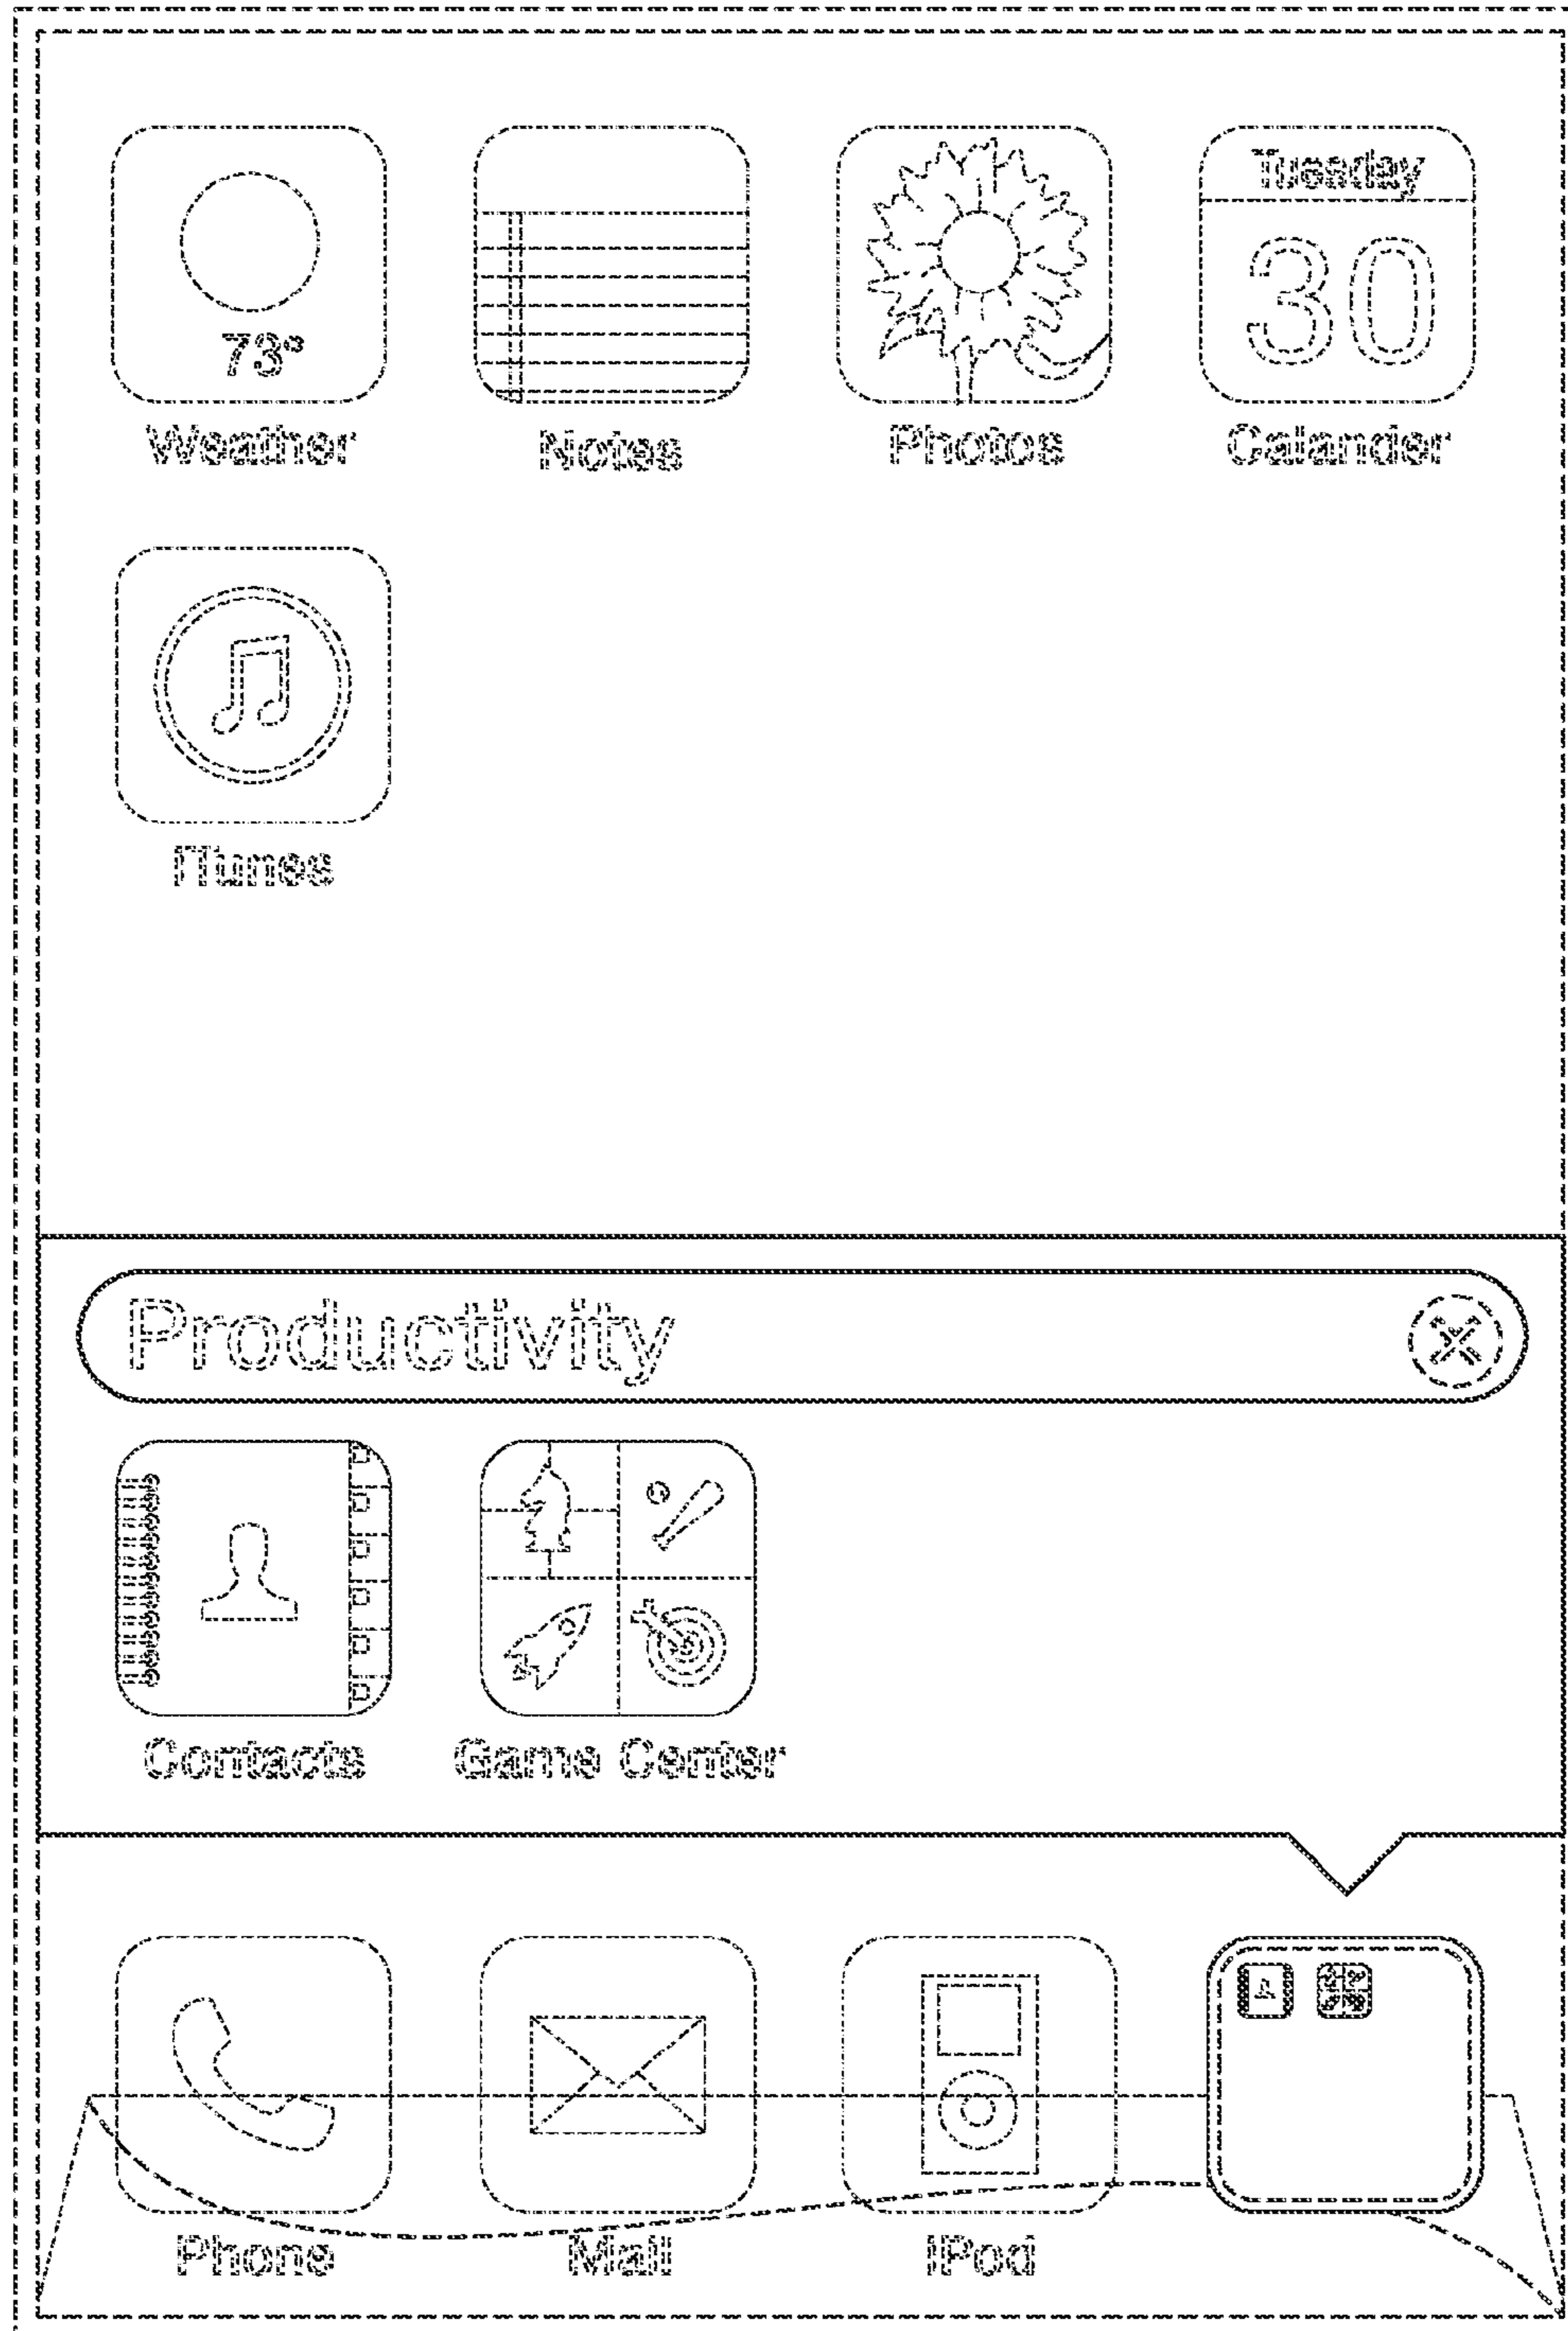 Tuesday
30
73°
Weather Notes Photos Calander
iTunes
Productivity
Contacts Game Center
Phone Mail iPod